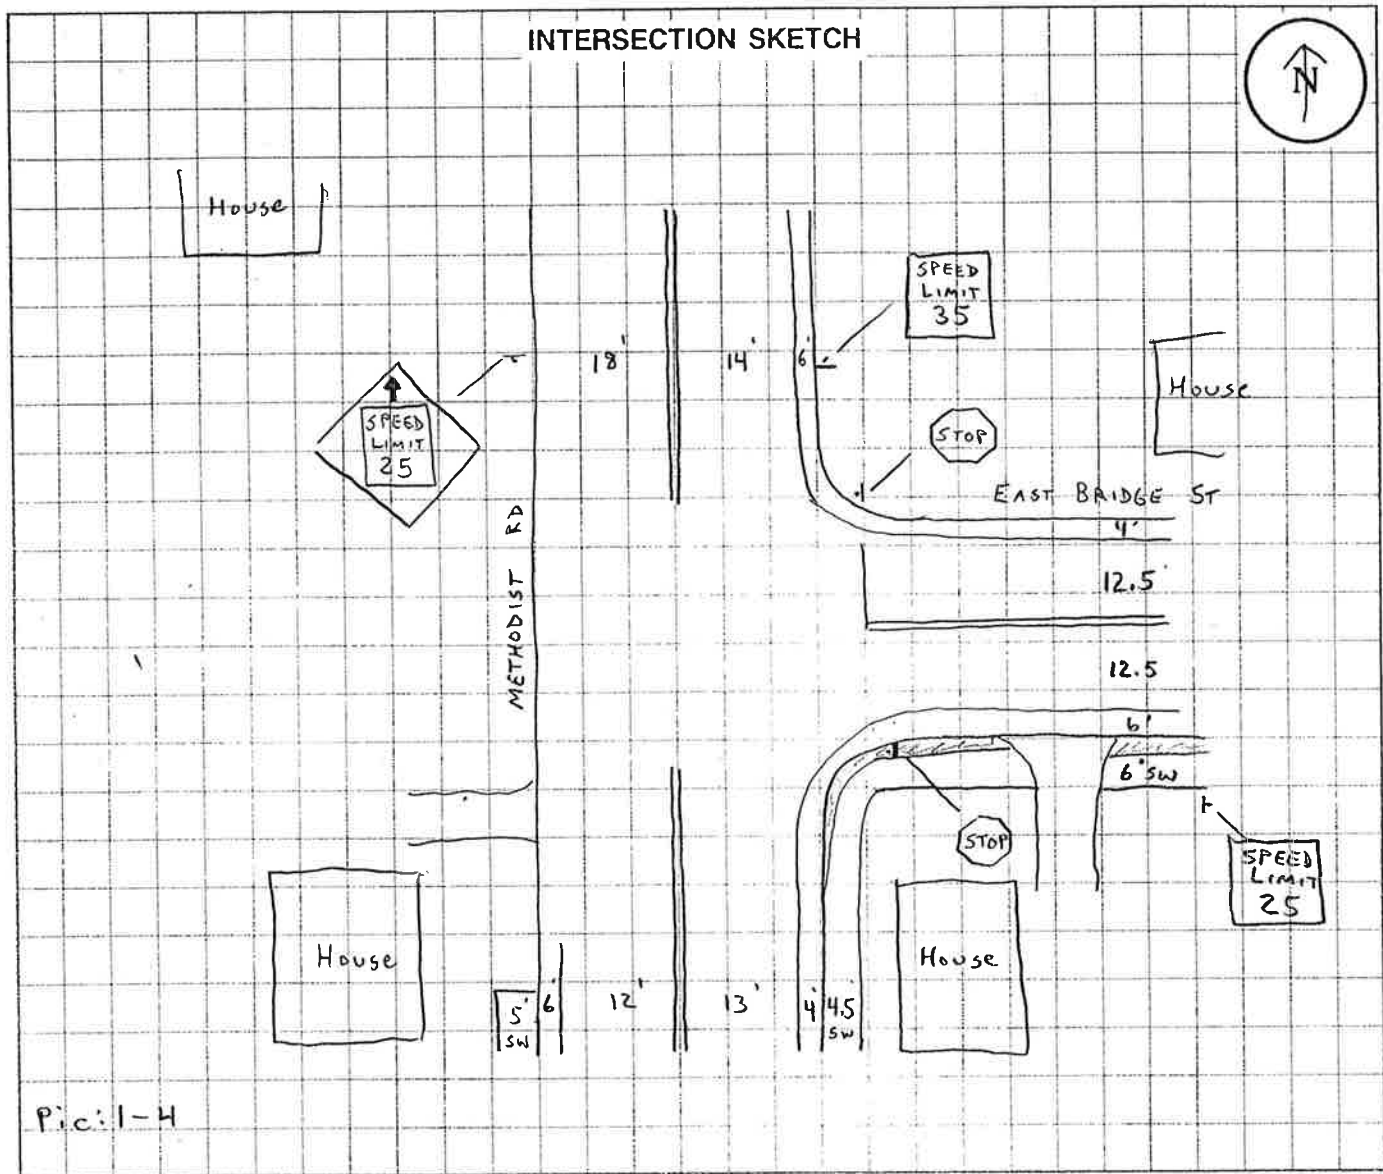 INTERSECTION SKETCH
N
House
SPEED
LIMIT
35
18'
14'
6'
SPEED
LIMIT
25
House
STOP
EAST BRIDGE ST
METHODIST RD
4'
12.5'
12.5
6'
6' SW
STOP
SPEED
LIMIT
25
House
House
5'
SW
6'
12'
13'
4'
4.5'
SW
Pic: 1-4